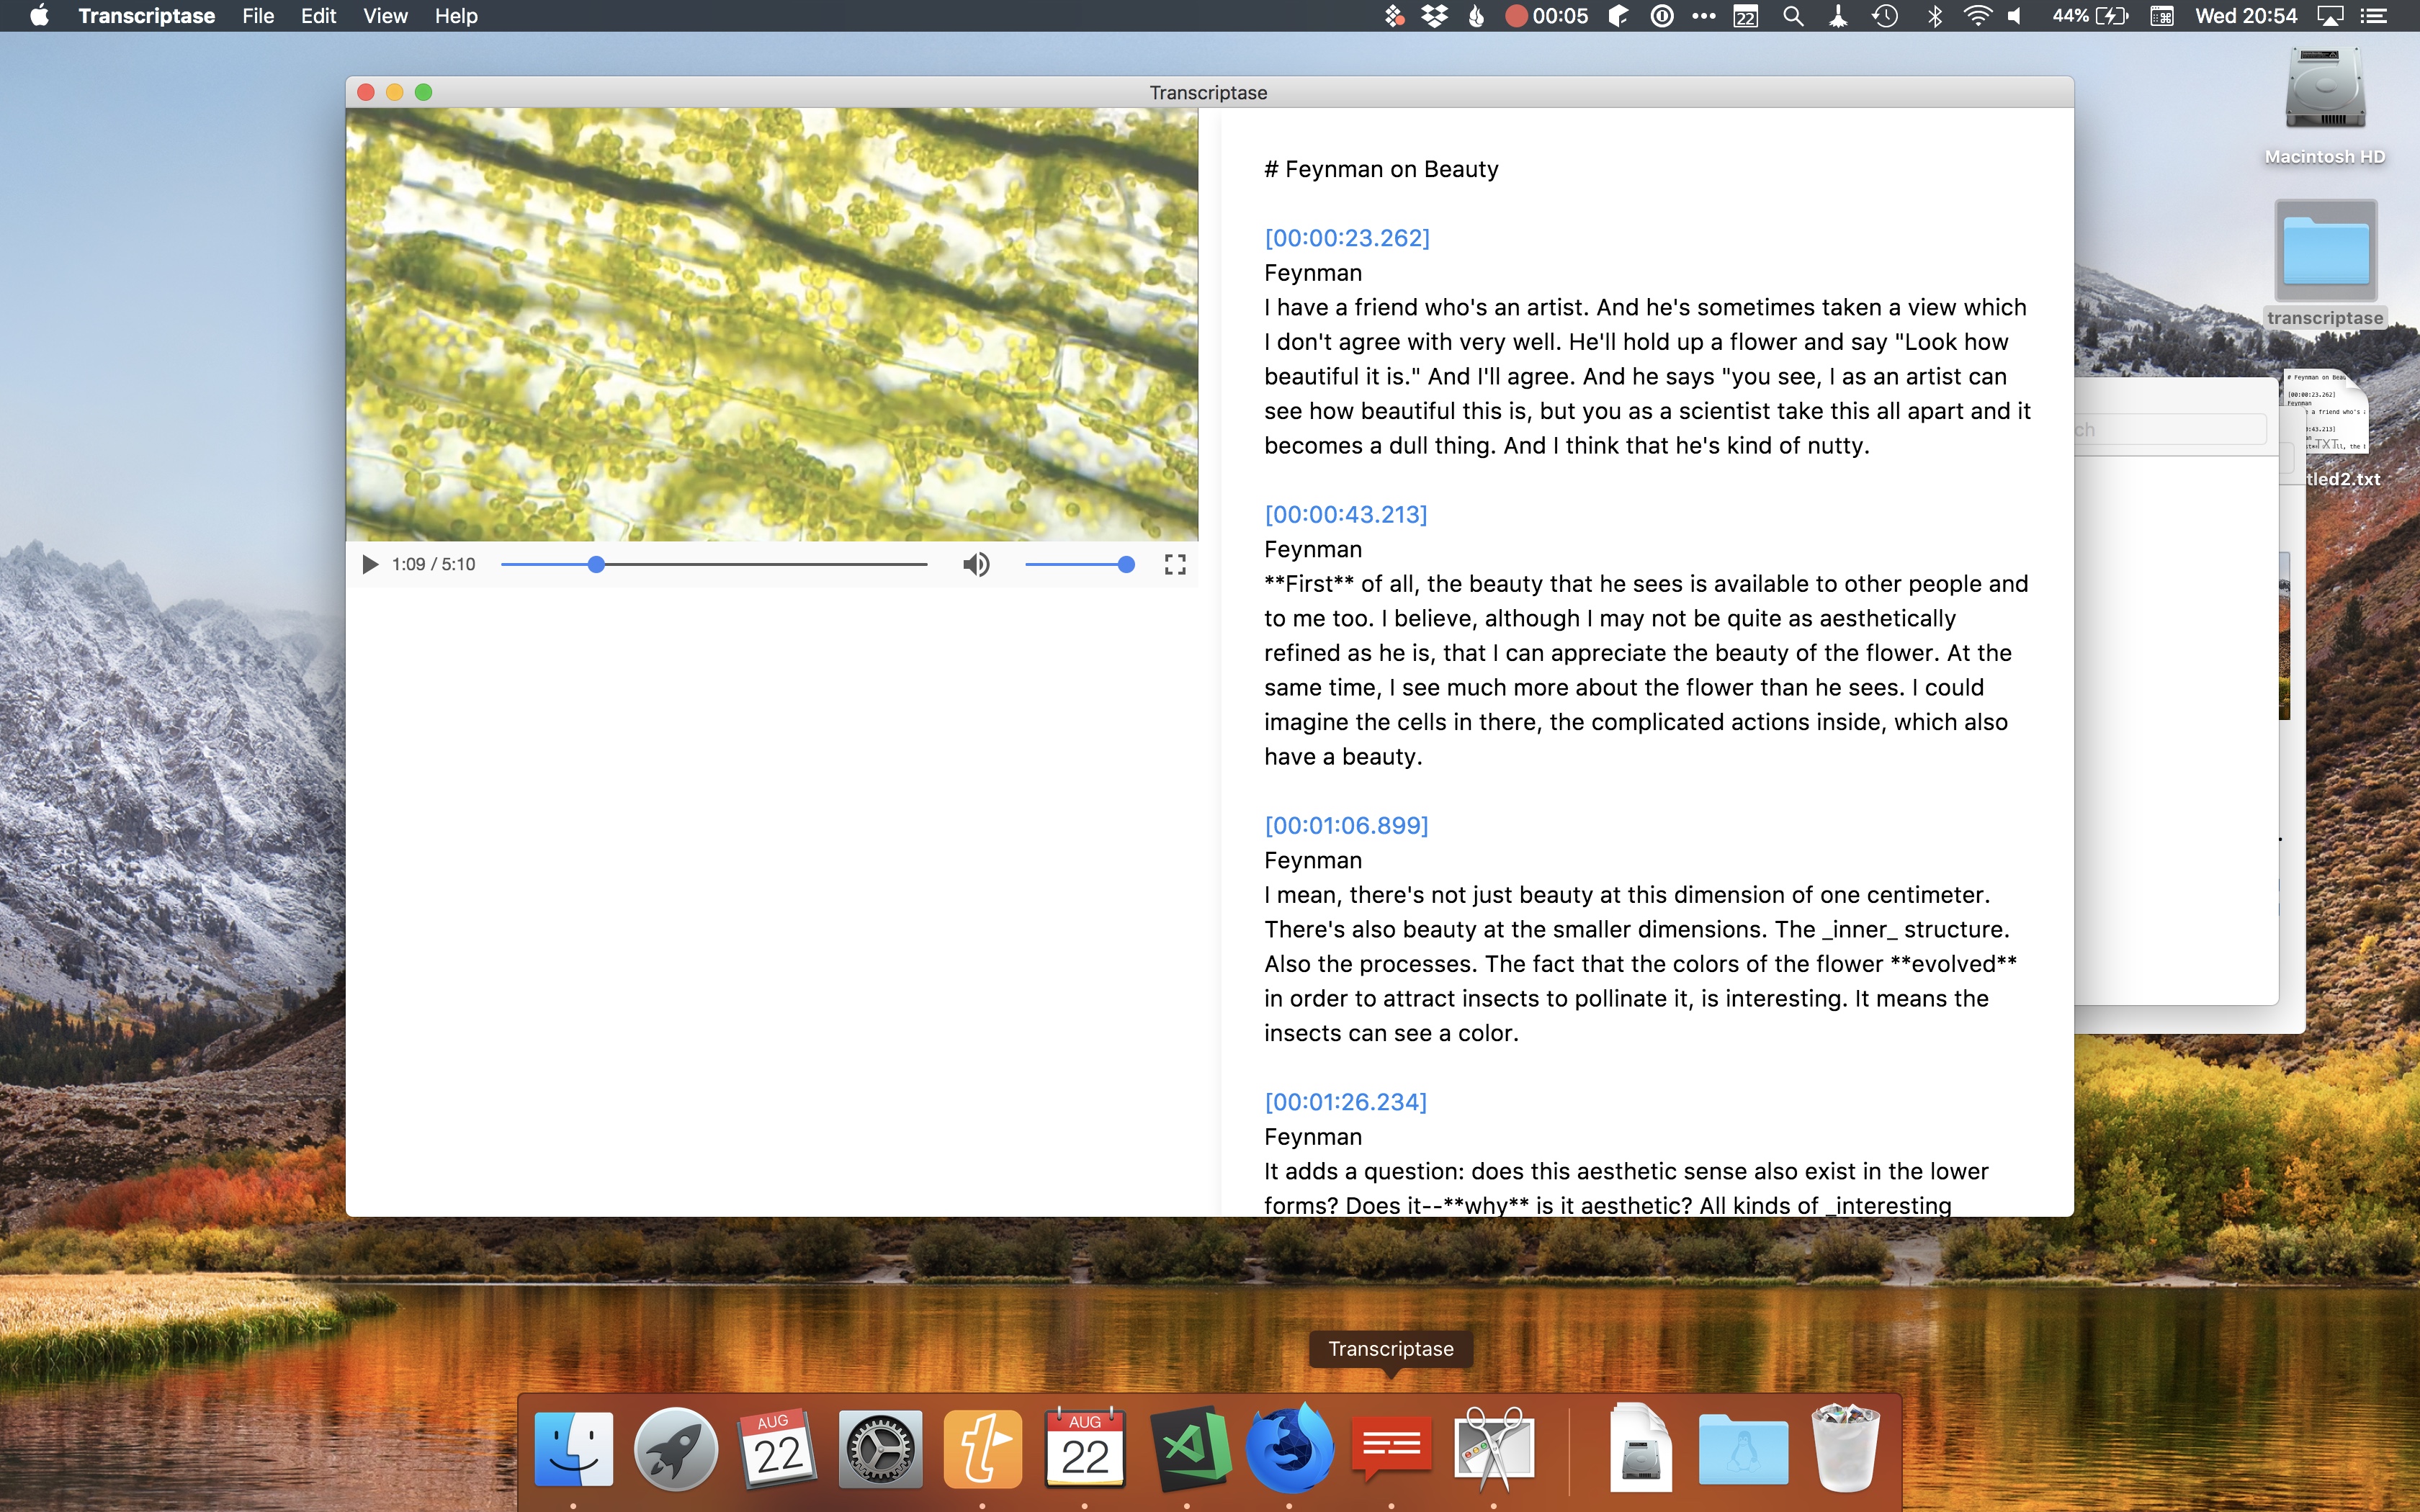 Transcriptase File Edit View Help 00:05 22 44% Wed 20:54
Transcriptase
# Feynman on Beauty
[00:00:23.262]
Feynman
I have a friend who's an artist. And he's sometimes taken a view which
I don't agree with very well. He'll hold up a flower and say "Look how
beautiful it is." And I'll agree. And he says "you see, I as an artist can
see how beautiful this is, but you as a scientist take this all apart and it
becomes a dull thing. And I think that he's kind of nutty.
[00:00:43.213]
Feynman
**First** of all, the beauty that he sees is available to other people and
to me too. I believe, although I may not be quite as aesthetically
refined as he is, that I can appreciate the beauty of the flower. At the
same time, I see much more about the flower than he sees. I could
imagine the cells in there, the complicated actions inside, which also
have a beauty.
[00:01:06.899]
Feynman
I mean, there's not just beauty at this dimension of one centimeter.
There's also beauty at the smaller dimensions. The _inner_ structure.
Also the processes. The fact that the colors of the flower **evolved**
in order to attract insects to pollinate it, is interesting. It means the
insects can see a color.
[00:01:26.234]
Feynman
It adds a question: does this aesthetic sense also exist in the lower
forms? Does it--**why** is it aesthetic? All kinds of _interesting
1:09 / 5:10
Macintosh HD
transcriptase
# Feynman on Beau
[00:00:23.262]
Feynman
a friend who's a
:43.213]
TXT
tled2.txt
ch
Transcriptase
AUG
22
AUG
22